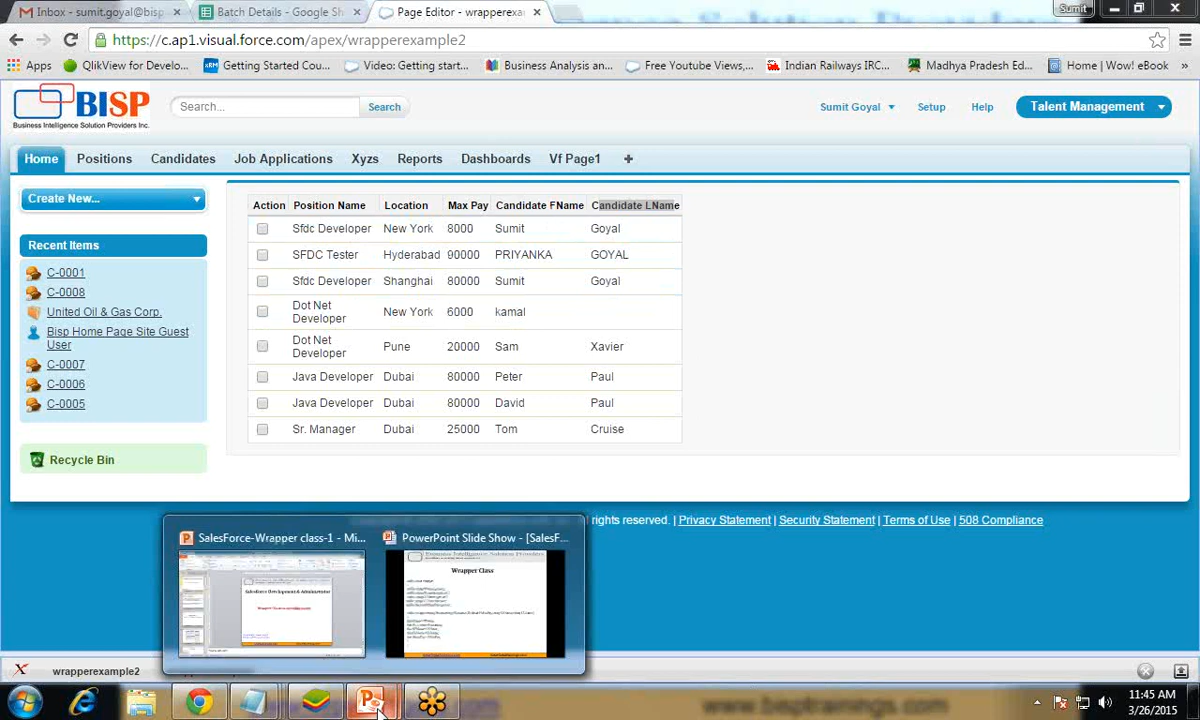 Inbox - sumit.goyal@bisp
Batch Details - Google Sh
Page Editor - wrapperexa
Sumit
https://c.ap1.visual.force.com/apex/wrapperexample2
Apps
QlikView for Develo...
Getting Started Cou...
Video: Getting start...
Business Analysis an...
Free Youtube Views,...
Indian Railways IRC...
Madhya Pradesh Ed...
Home | Wow! eBook
»
BISP
Business Intelligence Solution Providers Inc.
Search...
Search
Sumit Goyal
Setup
Help
Talent Management
Home Positions Candidates Job Applications Xyzs Reports Dashboards Vf Page1 +
Create New...
Recent Items
C-0001
C-0008
United Oil & Gas Corp.
Bisp Home Page Site Guest
User
C-0007
C-0006
C-0005
Recycle Bin
Action Position Name Location Max Pay Candidate FName Candidate LName
Sfdc Developer New York 8000 Sumit Goyal
SFDC Tester Hyderabad 90000 PRIYANKA GOYAL
Sfdc Developer Shanghai 80000 Sumit Goyal
Dot Net
Developer New York 6000 kamal
Dot Net
Developer Pune 20000 Sam Xavier
Java Developer Dubai 80000 Peter Paul
Java Developer Dubai 80000 David Paul
Sr. Manager Dubai 25000 Tom Cruise
rights reserved. | Privacy Statement | Security Statement | Terms of Use | 508 Compliance
SalesForce-Wrapper class-1 - Mi...
PowerPoint Slide Show - [SalesF...
Salesforce Development & Administrator
Wrapper Class
wrapperexample2
www.bisptrainings.com
11:45 AM
3/26/2015